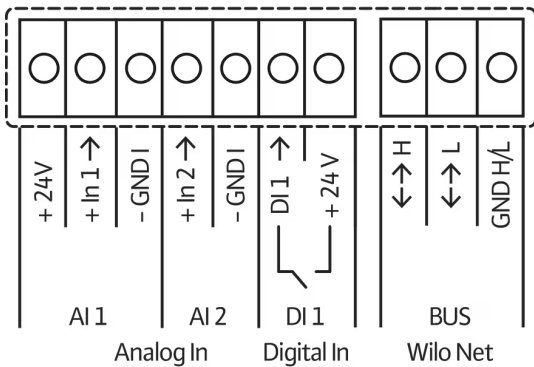 + 24V
+ In 1 →
- GND I
+ In 2 →
- GND I
DI 1 →
+ 24 V
←→ H
←→ L
GND H/L
AI 1
AI 2
DI 1
BUS
Analog In
Digital In
Wilo Net